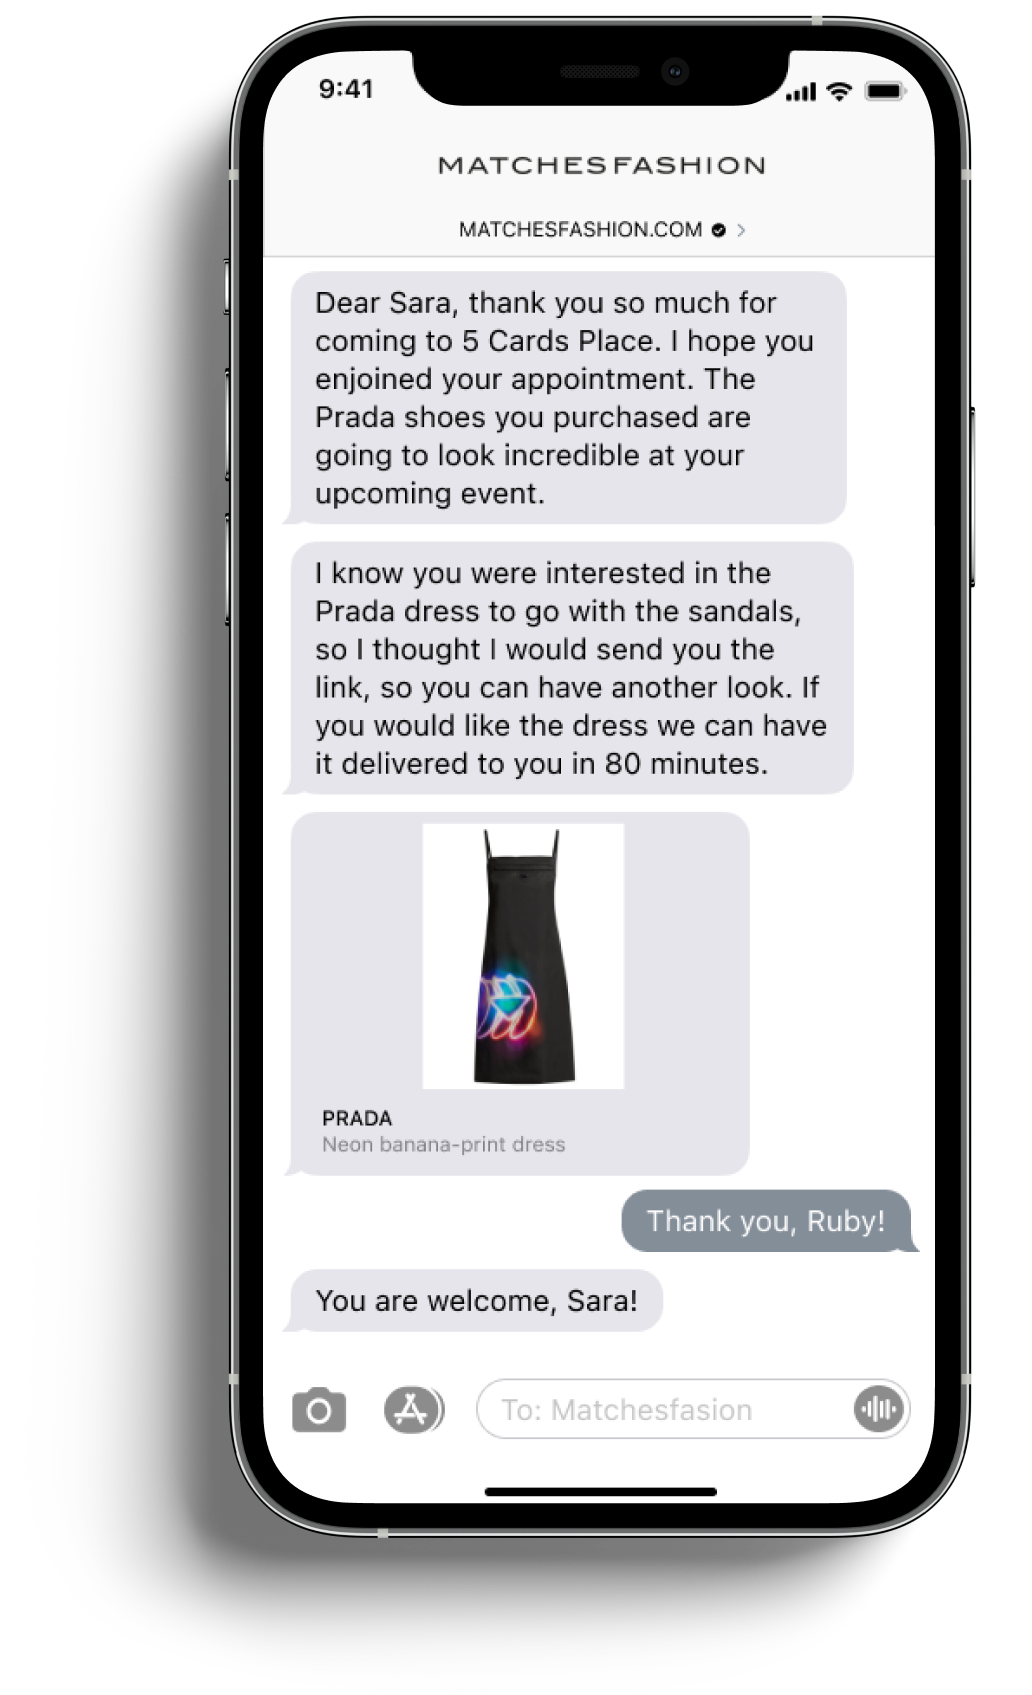 9:41
MATCHESFASHION
MATCHESFASHION.COM
Dear Sara, thank you so much for
coming to 5 Cards Place. I hope you
enjoined your appointment. The
Prada shoes you purchased are
going to look incredible at your
upcoming event.
I know you were interested in the
Prada dress to go with the sandals,
so I thought I would send you the
link, so you can have another look. If
you would like the dress we can have
it delivered to you in 80 minutes.
PRADA
Neon banana-print dress
Thank you, Ruby!
You are welcome, Sara!
To: Matchesfasion